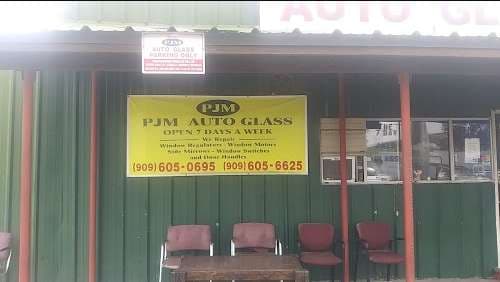 AUTO GL
PJM
AUTO GLASS
PARKING ONLY
PJM
PJM AUTO GLASS
OPEN 7 DAYS A WEEK
We Repair
Window Regulators - Window Motors
Side Mirrors - Window Switches
and Door Handles
(909) 605-0695 (909) 605-6625